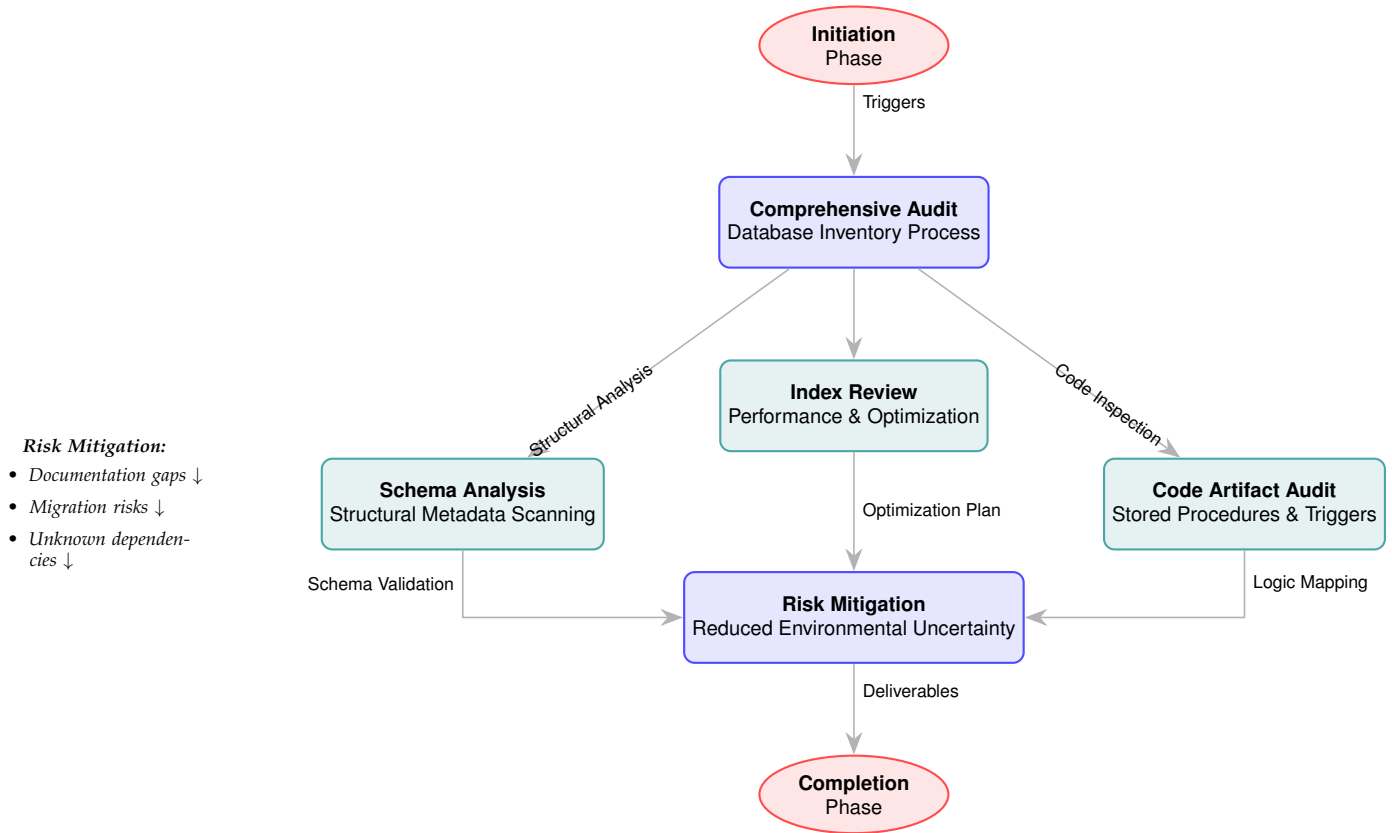 Initiation
Phase
Triggers
Comprehensive Audit
Database Inventory Process
Structural Analysis
Code Inspection
Index Review
Performance & Optimization
Risk Mitigation:
• Documentation gaps ↓
• Migration risks ↓
• Unknown dependen-
cies ↓
Schema Analysis
Structural Metadata Scanning
Optimization Plan
Code Artifact Audit
Stored Procedures & Triggers
Schema Validation
Logic Mapping
Risk Mitigation
Reduced Environmental Uncertainty
Deliverables
Completion
Phase